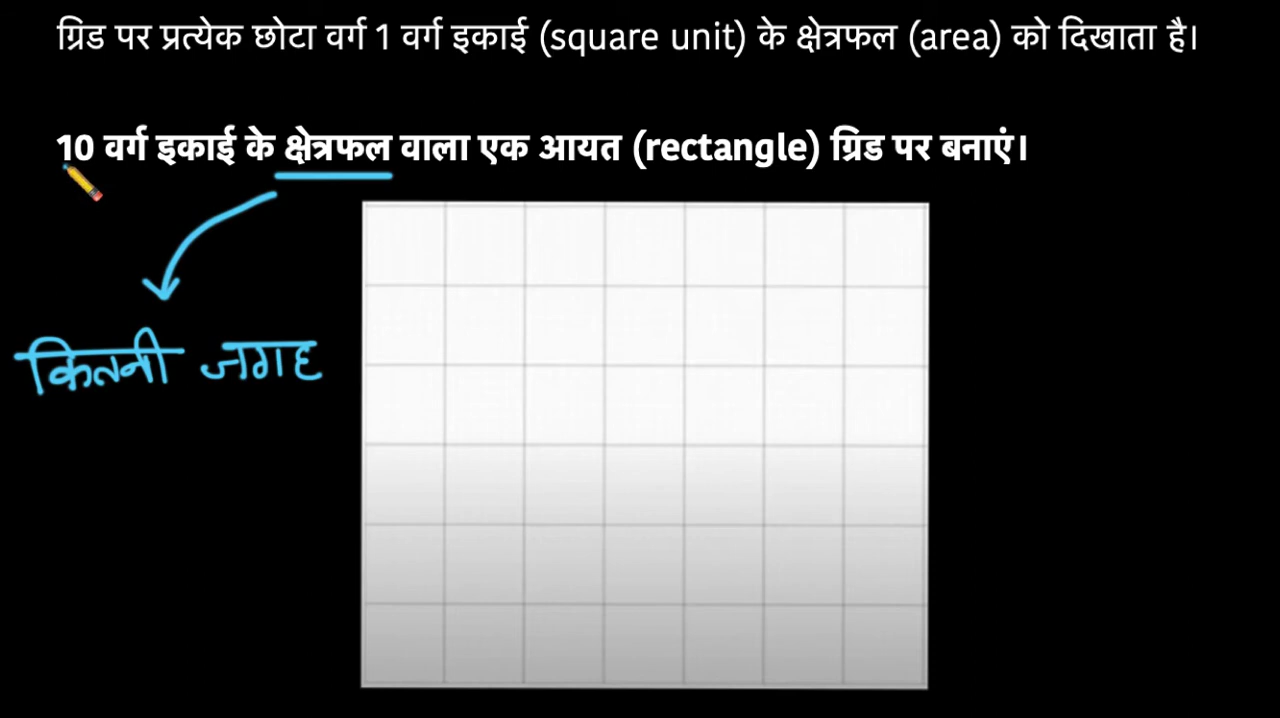 ग्रिड पर प्रत्येक छोटा वर्ग 1 वर्ग इकाई (square unit) के क्षेत्रफल (area) को दिखाता है।
10 वर्ग इकाई के क्षेत्रफल वाला एक आयत (rectangle) ग्रिड पर बनाएं।
कितनी जगह